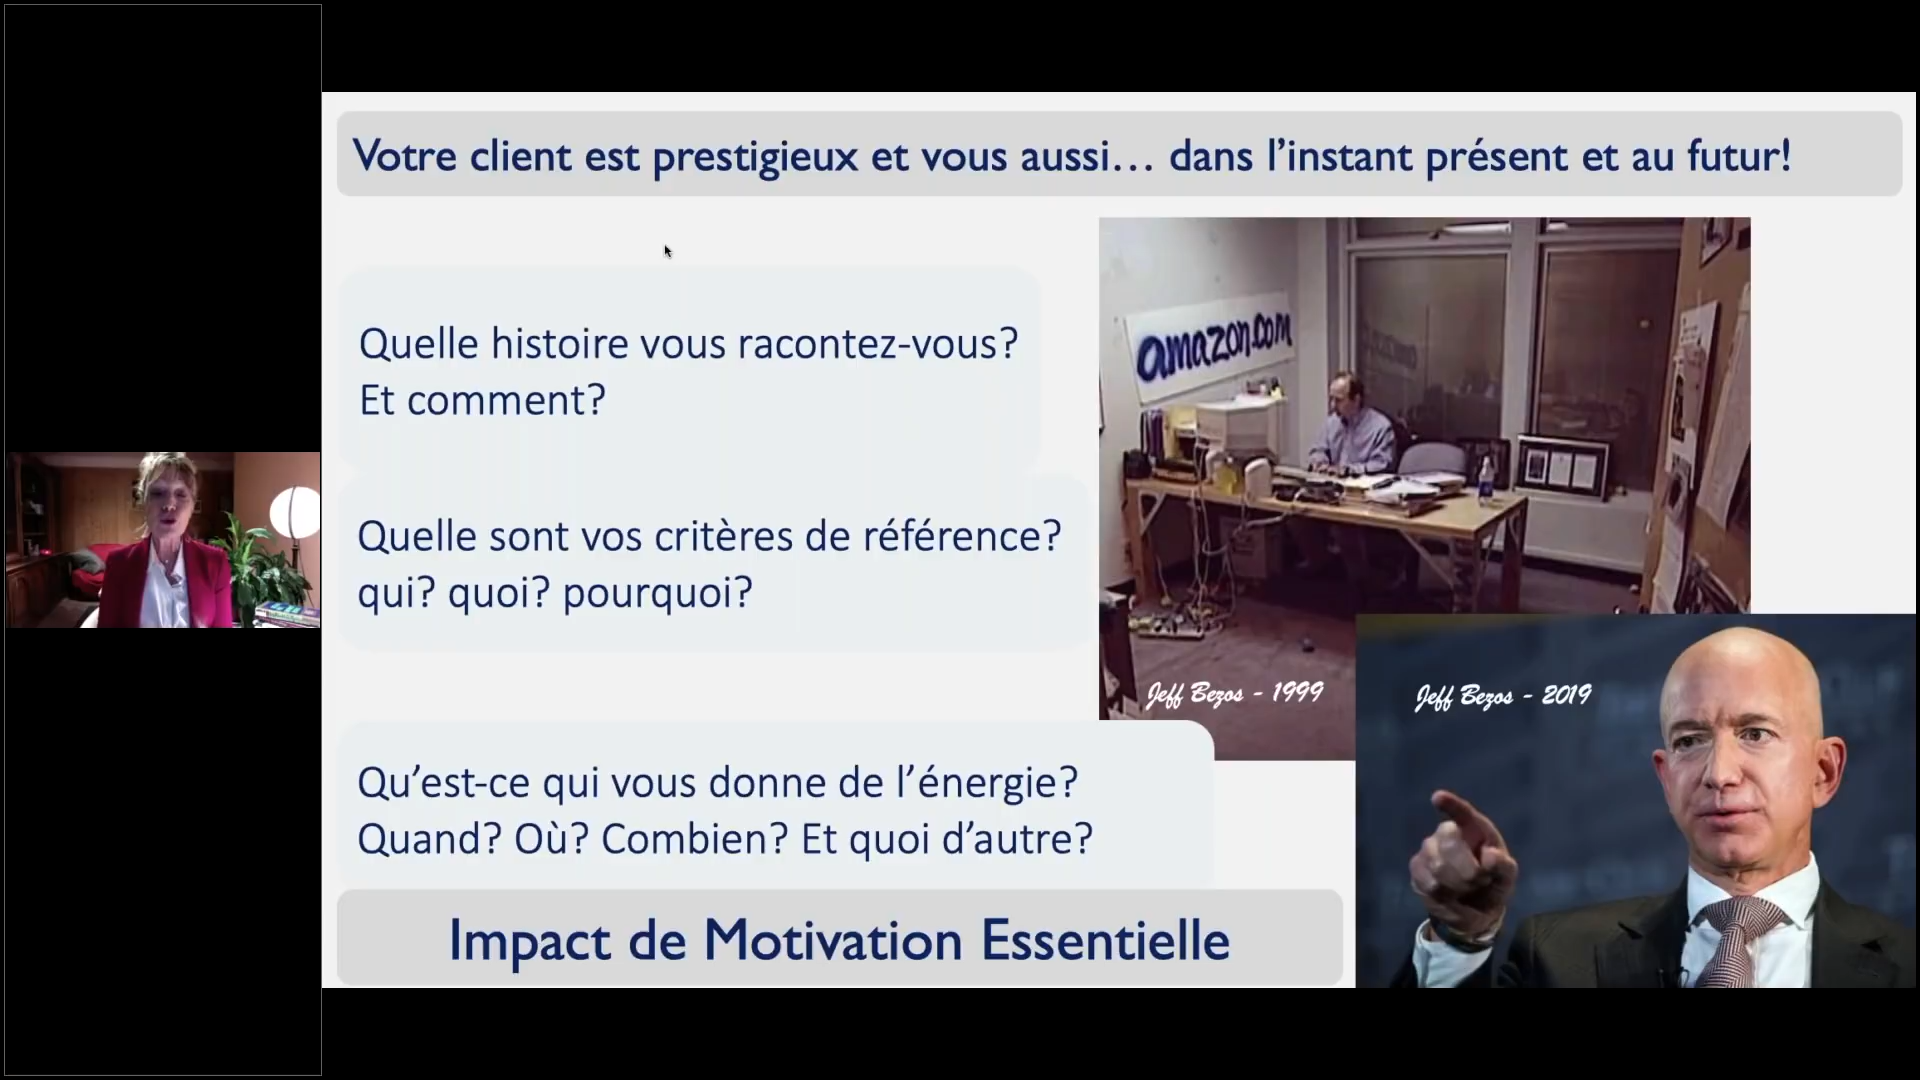 Votre client est prestigieux et vous aussi… dans l’instant présent et au futur!
Quelle histoire vous racontez-vous?
Et comment?
Quelle sont vos critères de référence?
qui? quoi? pourquoi?
Qu’est-ce qui vous donne de l’énergie?
Quand? Où? Combien? Et quoi d’autre?
Impact de Motivation Essentielle
amazon.com
Jeff Bezos - 1999
Jeff Bezos - 2019